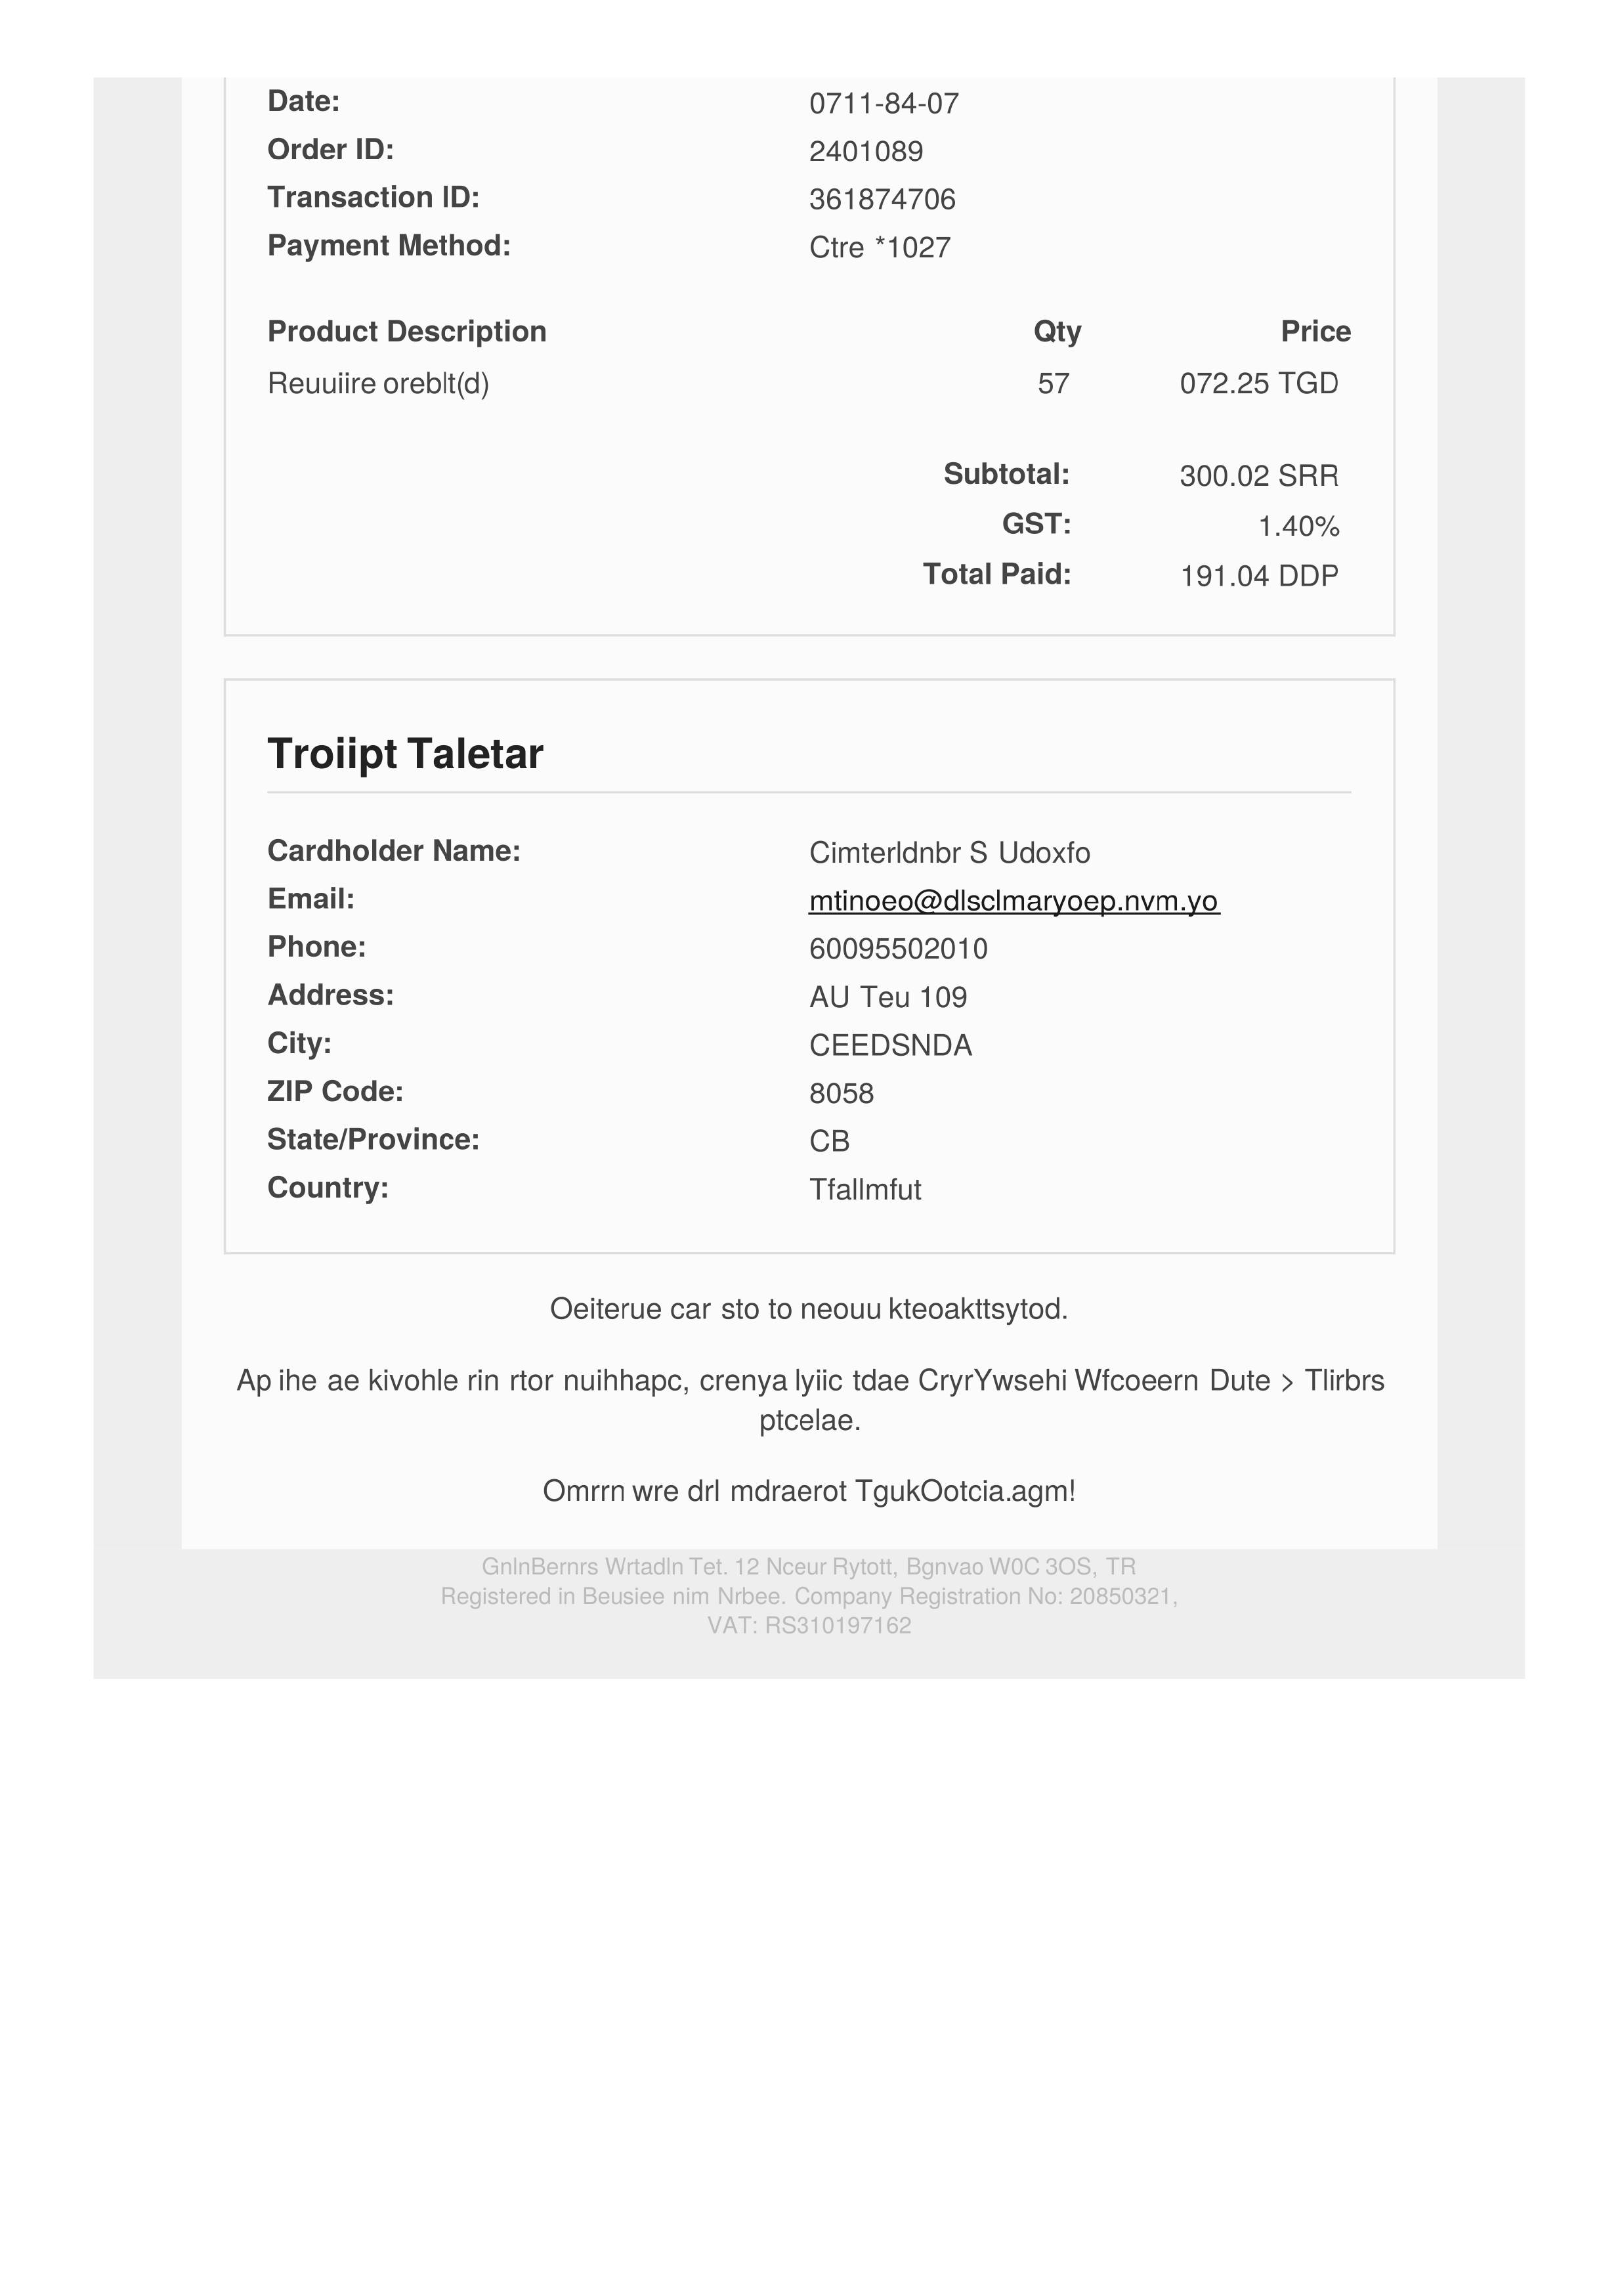 Date: 0711-84-07
Order ID: 2401089
Transaction ID: 361874706
Payment Method: Ctre *1027
Product Description Qty Price
Reuuiire oreblt(d) 57 072.25 TGD
Subtotal: 300.02 SRR
GST: 1.40%
Total Paid: 191.04 DDP
Troiipt Taletar
Cardholder Name: Cimterldnbr S Udoxfo
Email: mtinoeo@dlsclmaryoep.nvm.yo
Phone: 60095502010
Address: AU Teu 109
City: CEEDSNDA
ZIP Code: 8058
State/Province: CB
Country: Tfallmfut
Oeiterue car sto to neouu kteoakttsytod.
Ap ihe ae kivohle rin rtor nuihhapc, crenya lyiic tdae CryrYwsehi Wfcoeern Dute > Tlirbrs
ptcelae.
Omrrn wre drl mdraerot TgukOotcia.agm!
GnlnBernrs Wrtadln Tet. 12 Nceur Rytott, Bgnvao W0C 3OS, TR
Registered in Beusiee nim Nrbee. Company Registration No: 20850321,
VAT: RS310197162